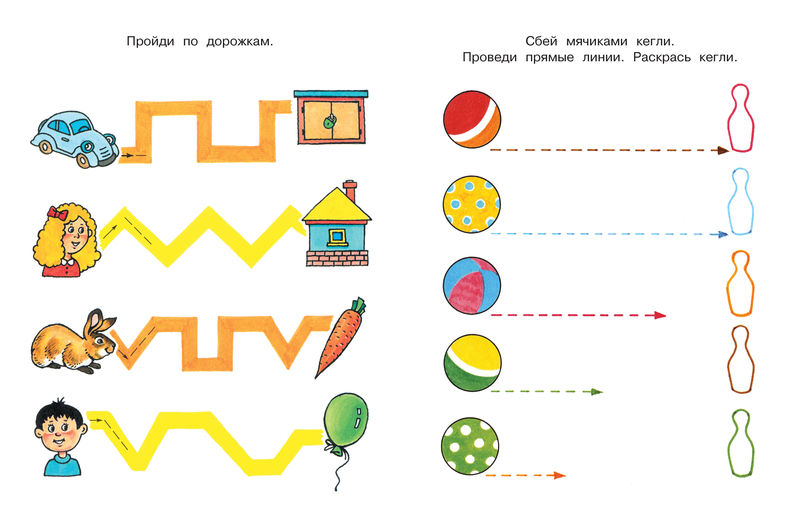 Пройди по дорожкам.
Сбей мячиками кегли.
Проведи прямые линии. Раскрась кегли.